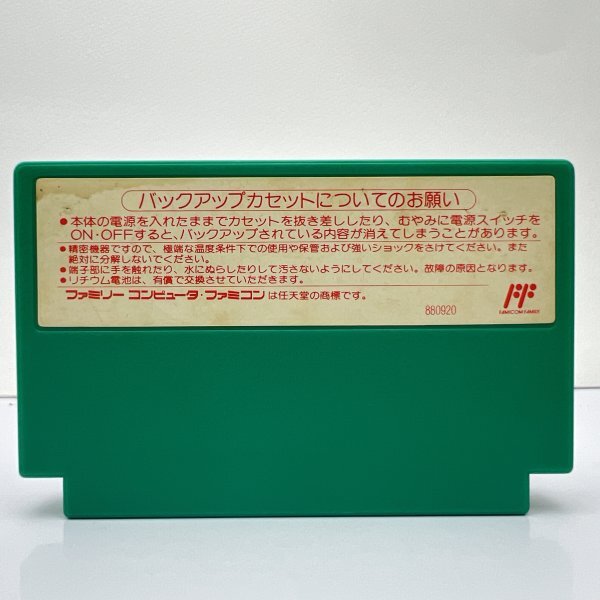 バックアップカセットについてのお願い
●本体の電源を入れたままでカセットを抜き差ししたり、むやみに電源スイッチを
ON・OFFすると、バックアップされている内容が消えてしまうことがあります。
●精密機器ですので、極端な温度条件下での使用や保管および強いショックをさけてください。また
絶対に分解しないでください。
●端子部に手を触れたり、水にぬらしたりして汚さないようにしてください。故障の原因となります。
●リチウム電池は、有償で交換させていただきます。
ファミリー コンピュータ・ファミコン は任天堂の商標です。
FAMICOM FAMILY
880920